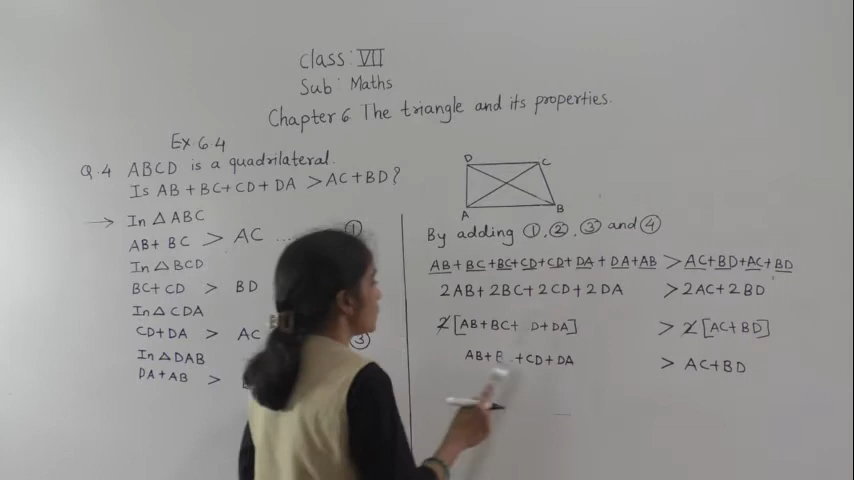 Class: VII
Sub: Maths
Chapter 6 The triangle and its properties.
Ex 6.4
Q.4 ABCD is a quadrilateral.
Is AB + BC + CD + DA > AC + BD?
→ In △ ABC
AB + BC > AC .... ①
In △ BCD
BC + CD > BD
In △ CDA
CD + DA > AC ③
In △ DAB
DA + AB >
D C
A B
By adding ①, ②, ③ and ④
AB + BC + BC + CD + CD + DA + DA + AB > AC + BD + AC + BD
2AB + 2BC + 2CD + 2DA > 2AC + 2BD
2 [AB + BC + D + DA] > 2 [AC + BD]
AB + B + CD + DA > AC + BD